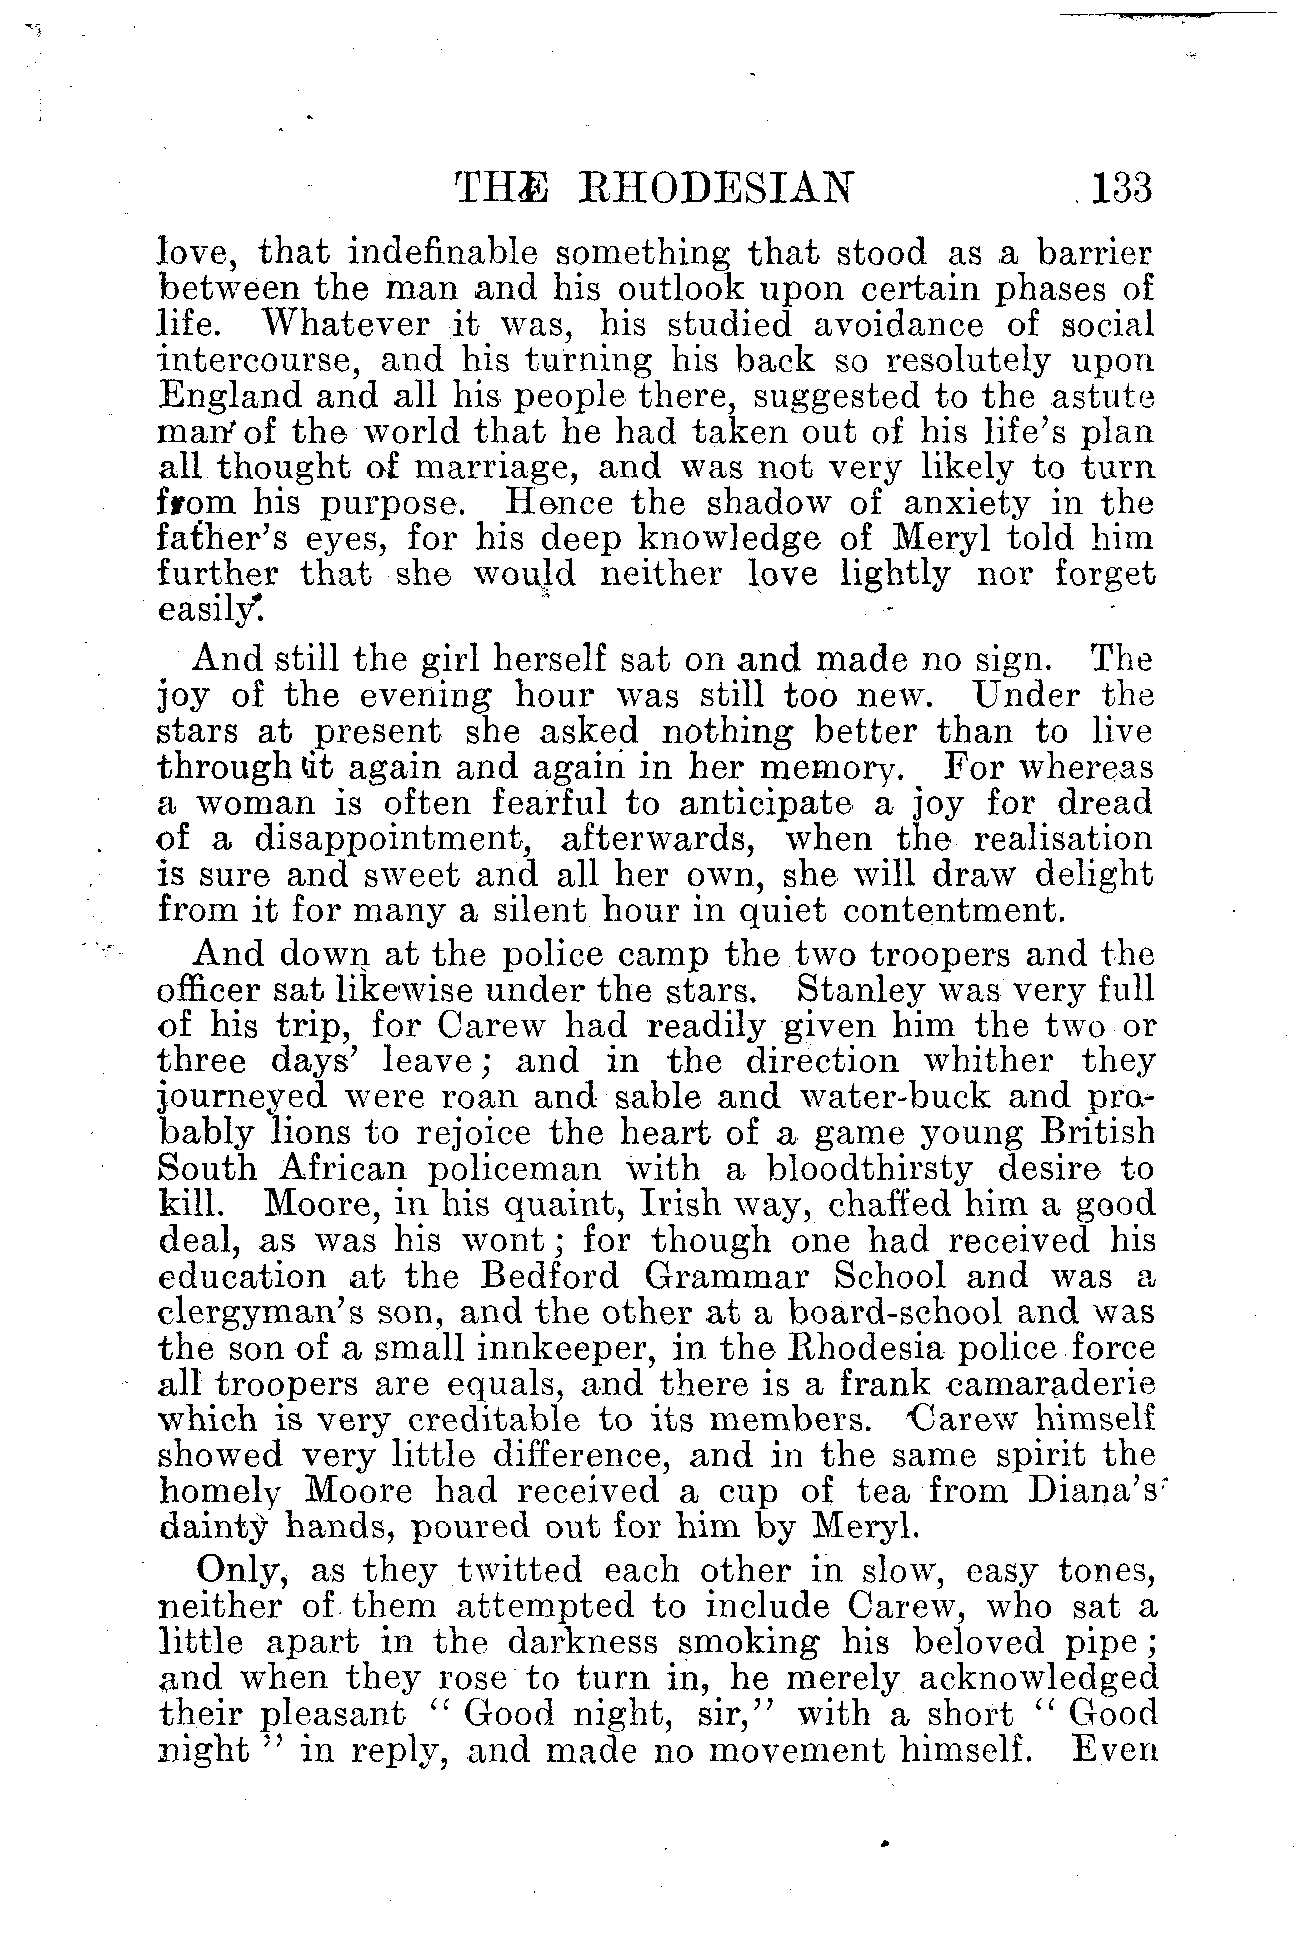 THE RHODESIAN 133
love, that indefinable something that stood as a barrier
between the man and his outlook upon certain phases of
life. Whatever it was, his studied avoidance of social
intercourse, and his turning his back so resolutely upon
England and all his people there, suggested to the astute
man of the world that he had taken out of his life's plan
all thought of marriage, and was not very likely to turn
from his purpose. Hence the shadow of anxiety in the
father's eyes, for his deep knowledge of Meryl told him
further that she would neither love lightly nor forget
easily.
And still the girl herself sat on and made no sign. The
joy of the evening hour was still too new. Under the
stars at present she asked nothing better than to live
through it again and again in her memory. For whereas
a woman is often fearful to anticipate a joy for dread
of a disappointment, afterwards, when the realisation
is sure and sweet and all her own, she will draw delight
from it for many a silent hour in quiet contentment.
And down at the police camp the two troopers and the
officer sat likewise under the stars. Stanley was very full
of his trip, for Carew had readily given him the two or
three days' leave; and in the direction whither they
journeyed were roan and sable and water-buck and pro-
bably lions to rejoice the heart of a game young British
South African policeman with a bloodthirsty desire to
kill. Moore, in his quaint, Irish way, chaffed him a good
deal, as was his wont; for though one had received his
education at the Bedford Grammar School and was a
clergyman's son, and the other at a board-school and was
the son of a small innkeeper, in the Rhodesia police force
all troopers are equals, and there is a frank camaraderie
which is very creditable to its members. Carew himself
showed very little difference, and in the same spirit the
homely Moore had received a cup of tea from Diana's
dainty hands, poured out for him by Meryl.
Only, as they twitted each other in slow, easy tones,
neither of them attempted to include Carew, who sat a
little apart in the darkness smoking his beloved pipe;
and when they rose to turn in, he merely acknowledged
their pleasant "Good night, sir," with a short "Good
night" in reply, and made no movement himself. Even